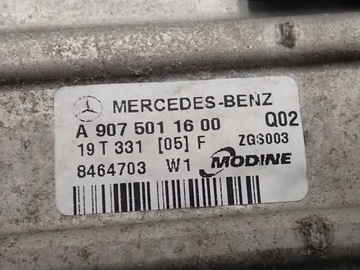 MERCEDES-BENZ
A 907 501 16 00 Q02
19 T 331 [05] F ZGS003
8464703 W1 MODINE